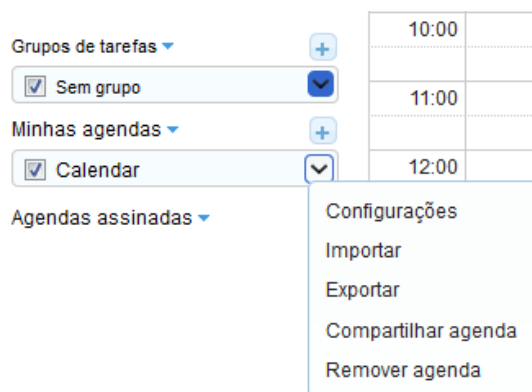 Grupos de tarefas
Sem grupo
Minhas agendas
Calendar
Agendas assinadas
10:00
11:00
12:00
Configurações
Importar
Exportar
Compartilhar agenda
Remover agenda